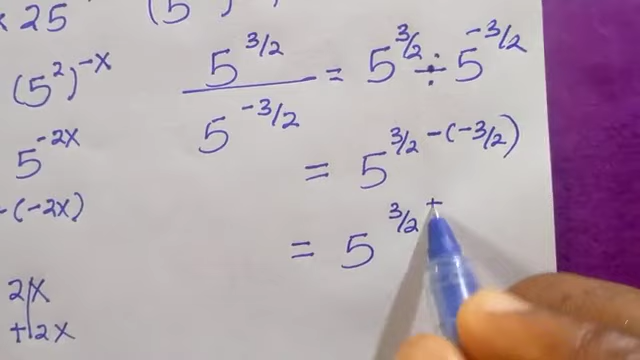 × 25
(5
(5²)^-x
5^(3/2) / 5^(-3/2) = 5^(3/2) ÷ 5^(-3/2)
5^-2x
= 5^(3/2 - (-3/2))
-(-2x)
= 5^(3/2 +
2x
+ 2x